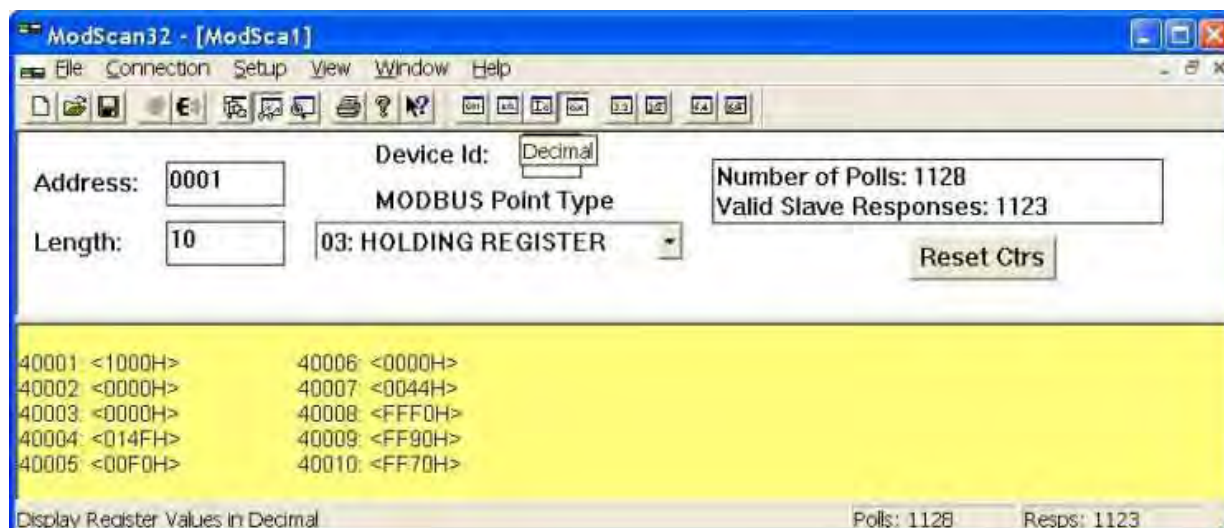 ModScan32 - [ModSca1]
File Connection Setup View Window Help
Device Id: Decimal
Address: 0001
MODBUS Point Type
Length: 10
03: HOLDING REGISTER
Number of Polls: 1128
Valid Slave Responses: 1123
Reset Ctrs
40001: <1000H>
40002: <0000H>
40003: <0000H>
40004: <014FH>
40005: <00F0H>
40006: <0000H>
40007: <0044H>
40008: <FFF0H>
40009: <FF90H>
40010: <FF70H>
Display Register Values in Decimal
Polls: 1128
Resps: 1123